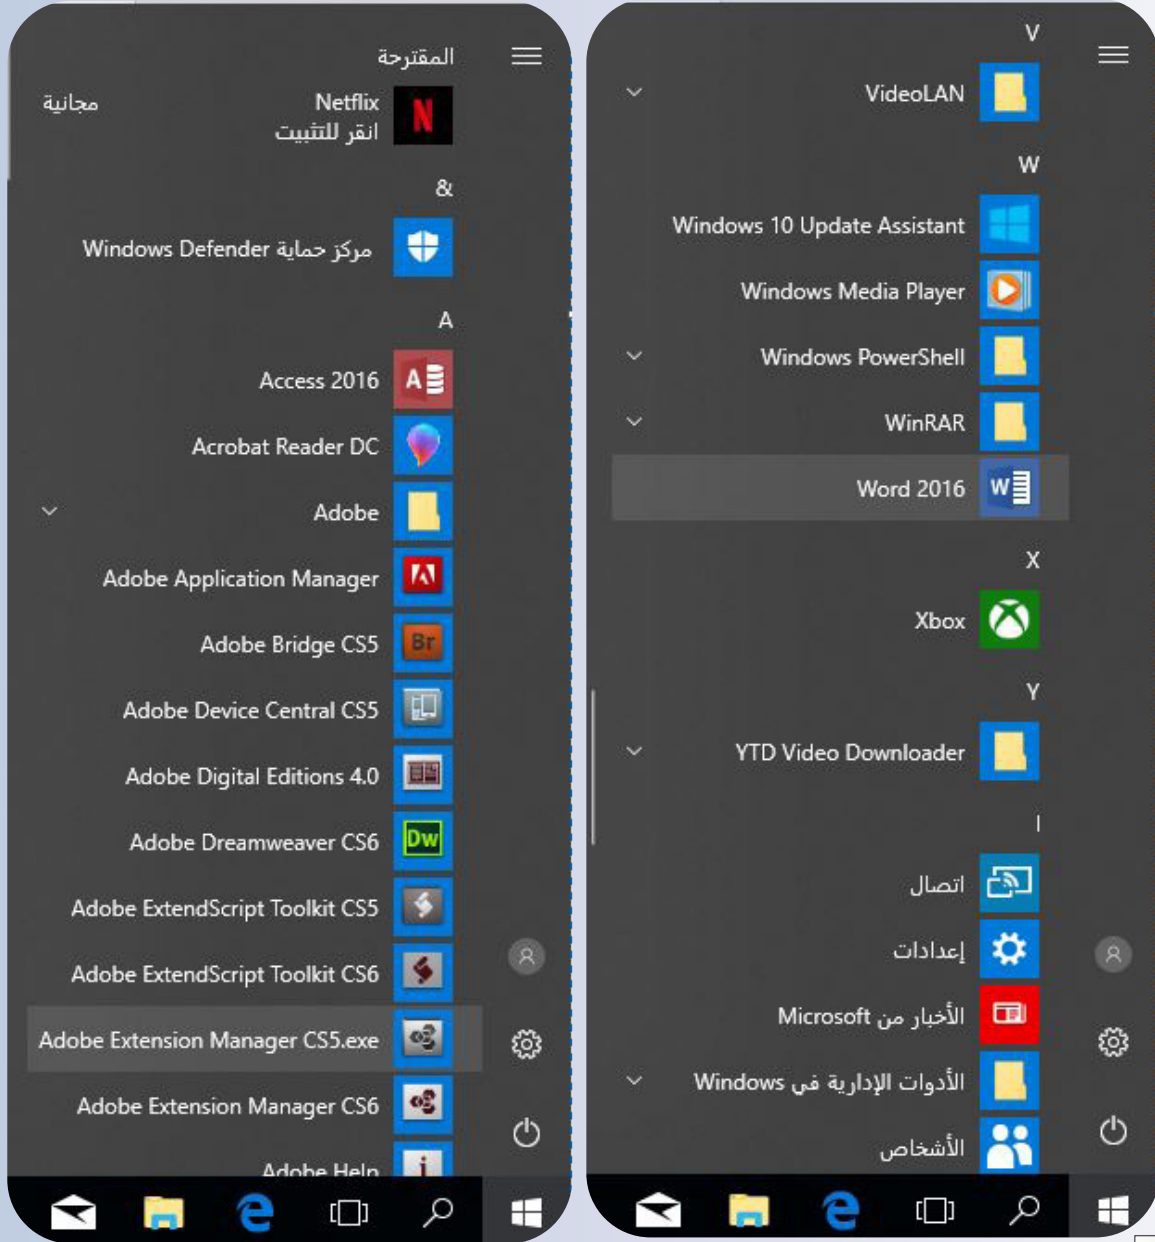 المقترحة
Netflix
انقر للتثبيت
مجانية
&
مركز حماية Windows Defender
A
Access 2016
Acrobat Reader DC
Adobe
Adobe Application Manager
Adobe Bridge CS5
Adobe Device Central CS5
Adobe Digital Editions 4.0
Adobe Dreamweaver CS6
Adobe ExtendScript Toolkit CS5
Adobe ExtendScript Toolkit CS6
Adobe Extension Manager CS5.exe
Adobe Extension Manager CS6
Adobe Help
V
VideoLAN
W
Windows 10 Update Assistant
Windows Media Player
Windows PowerShell
WinRAR
Word 2016
X
Xbox
Y
YTD Video Downloader
ا
اتصال
إعدادات
الأخبار من Microsoft
الأدوات الإدارية في Windows
الأشخاص